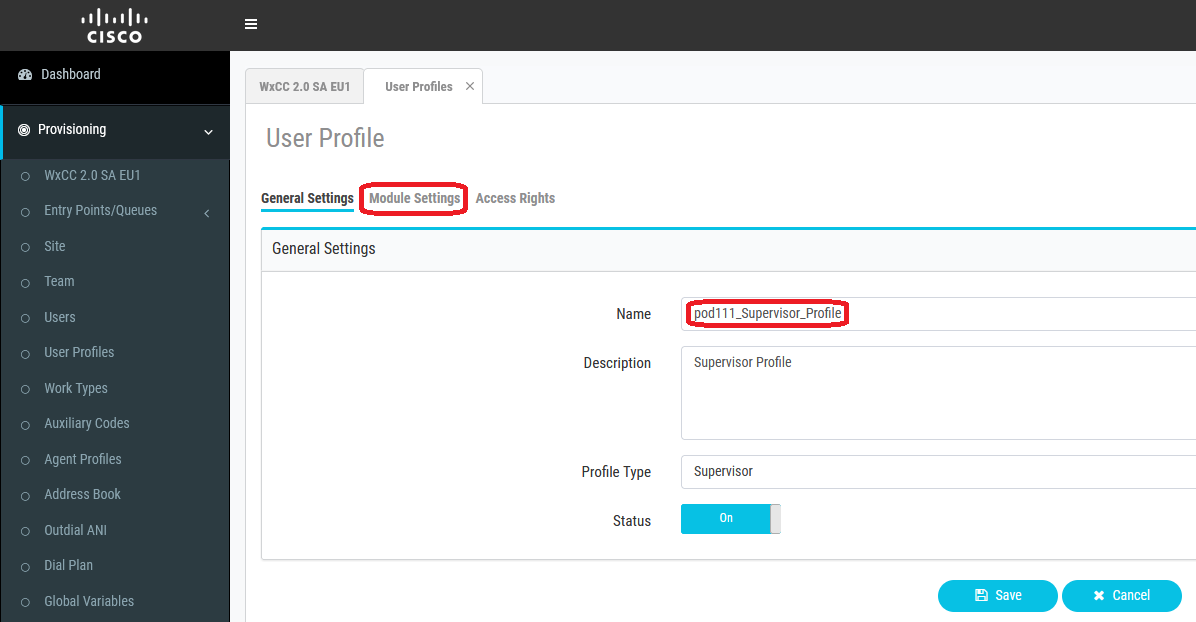 CISCO
Dashboard
Provisioning
WxCC 2.0 SA EU1
Entry Points/Queues
Site
Team
Users
User Profiles
Work Types
Auxiliary Codes
Agent Profiles
Address Book
Outdial ANI
Dial Plan
Global Variables
WxCC 2.0 SA EU1 User Profiles
User Profile
General Settings Module Settings Access Rights
General Settings
Name pod111_Supervisor_Profile
Description Supervisor Profile
Profile Type Supervisor
Status On
Save Cancel